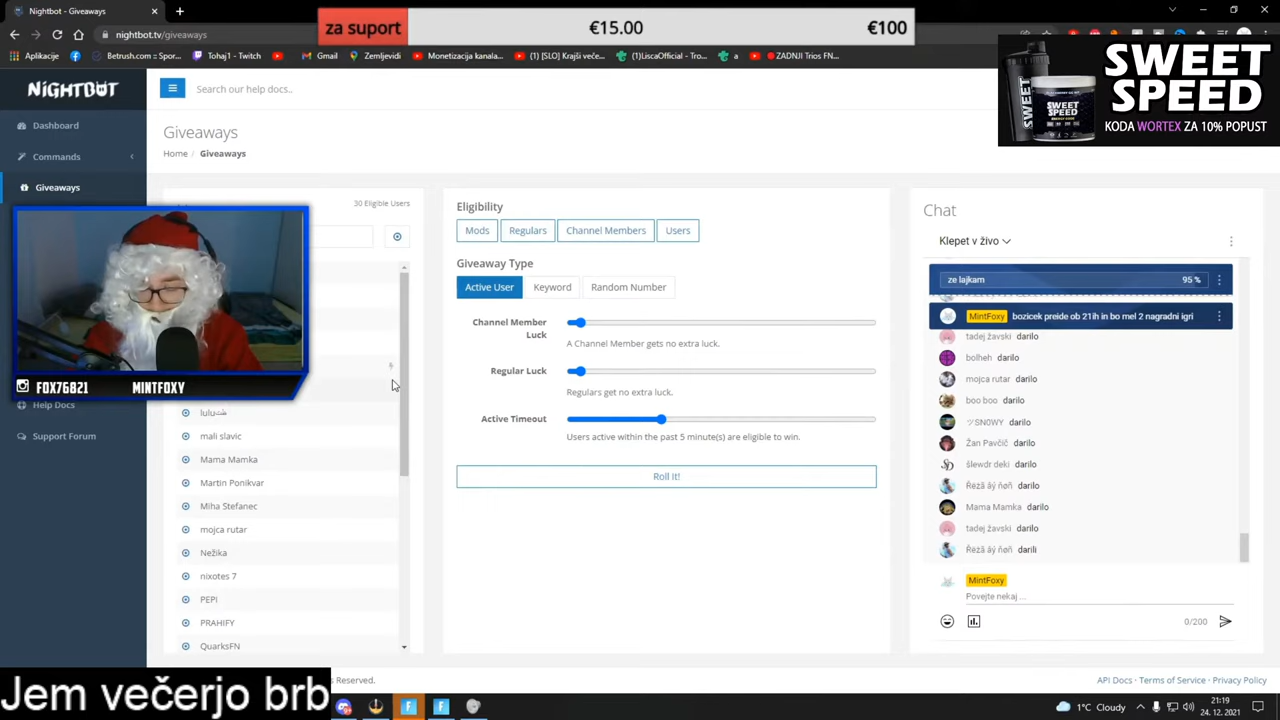 Nightbot - Giveaways
nightbot.tv/giveaways
Aplikacije
Betrush.com :: Spor...
Tohaj1 - Twitch
Gmail
Zemljevidi
Monetizacija kanala...
(1) [SLO] Krajši veče...
(1)LiscaOfficial - Tro...
a
ZADNJI Trios FN...
za suport
€15.00
€100
SWEET
SPEED
KODA WORTEX ZA 10% POPUST
NiGHTBOT
Search our help docs..
Dashboard
Commands
Giveaways
Help Docs
Support Forum
Giveaways
Home / Giveaways
30 Eligible Users
mali slavic
Mama Mamka
Martin Ponikvar
Miha Stefanec
mojca rutar
Nežika
nixotes 7
PEPI
PRAHIFY
QuarksFN
FOX76821 MINTFOXY
Eligibility
Mods Regulars Channel Members Users
Giveaway Type
Active User Keyword Random Number
Channel Member
Luck
A Channel Member gets no extra luck.
Regular Luck
Regulars get no extra luck.
Active Timeout
Users active within the past 5 minute(s) are eligible to win.
Roll It!
Chat
Klepet v živo
ze lajkam 95 %
MintFoxy bozicek preide ob 21ih in bo mel 2 nagradni igri
tadej žavski darilo
bolheh darilo
mojca rutar darilo
boo boo darilo
ツSN0WY darilo
Žan Pavčič darilo
šlewdr deki darilo
darilo
Mama Mamka darilo
tadej žavski darilo
darili
MintFoxy
Povejte nekaj ...
0/200
Jem večerjo brb
s Reserved.
API Docs · Terms of Service · Privacy Policy
1°C Cloudy
21:19
24. 12. 2021